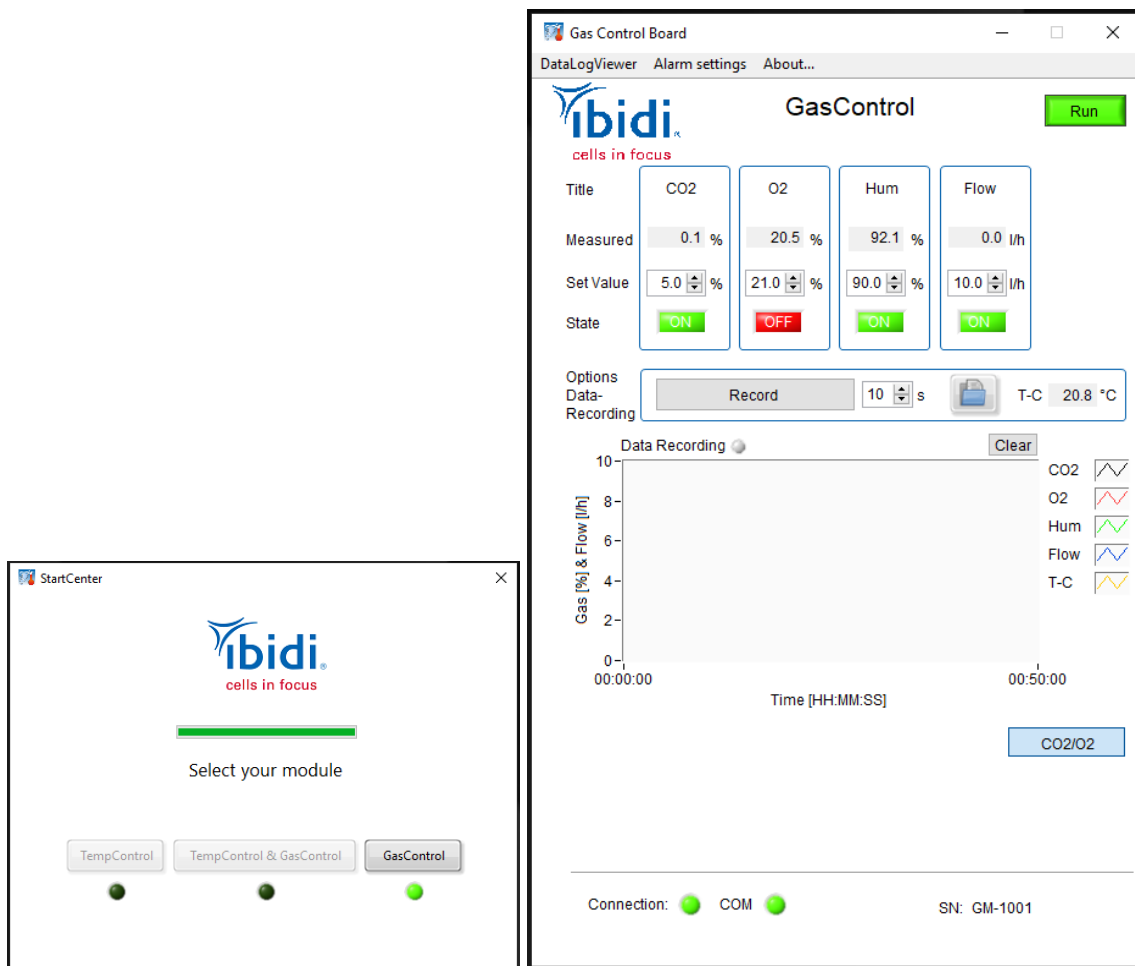 StartCenter
ibidi®
cells in focus
Select your module
TempControl TempControl & GasControl GasControl
Gas Control Board
DataLogViewer Alarm settings About...
ibidi®
cells in focus
GasControl
Run
Title CO2 O2 Hum Flow
Measured 0.1 % 20.5 % 92.1 % 0.0 l/h
Set Value 5.0 % 21.0 % 90.0 % 10.0 l/h
State ON OFF ON ON
Options
Data-
Recording
Record 10 s T-C 20.8 °C
Data Recording Clear
10
8
6
4
2
0
Gas [%] & Flow [l/h]
00:00:00 00:50:00
Time [HH:MM:SS]
CO2
O2
Hum
Flow
T-C
CO2/O2
Connection: COM SN: GM-1001